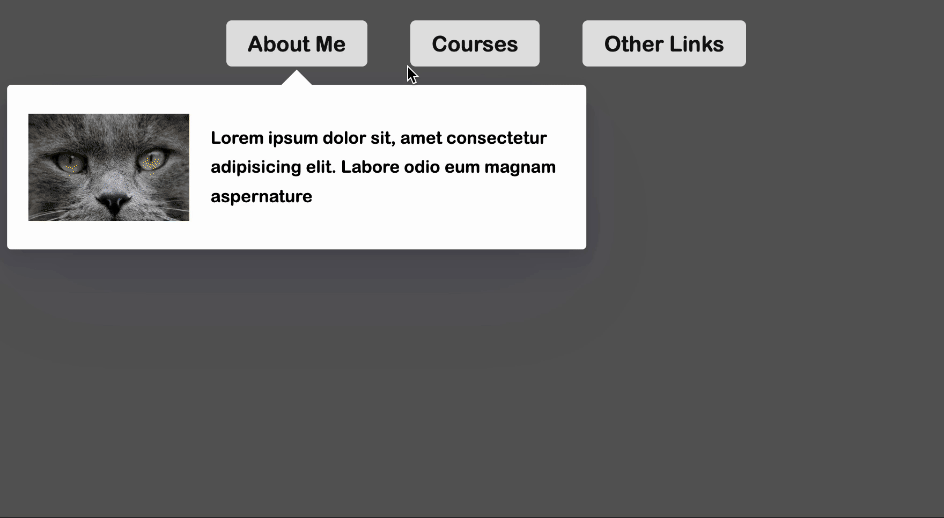 About Me
Courses
Other Links
Lorem ipsum dolor sit, amet consectetur
adipisicing elit. Labore odio eum magnam
aspernature